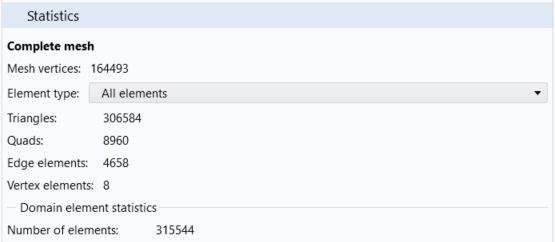 Statistics
Complete mesh
Mesh vertices: 164493
Element type: All elements
Triangles: 306584
Quads: 8960
Edge elements: 4658
Vertex elements: 8
Domain element statistics
Number of elements: 315544